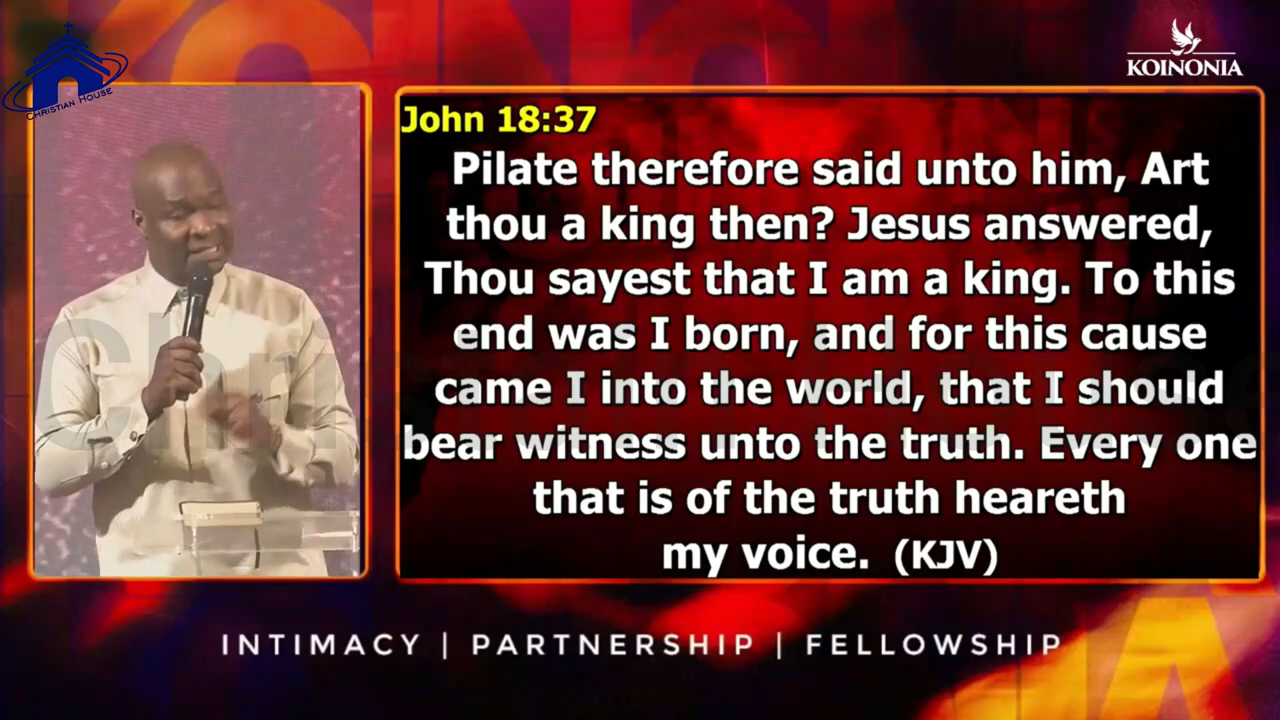 CHRISTIAN HOUSE
KOINONIA
John 18:37
Pilate therefore said unto him, Art
thou a king then? Jesus answered,
Thou sayest that I am a king. To this
end was I born, and for this cause
came I into the world, that I should
bear witness unto the truth. Every one
that is of the truth heareth
my voice. (KJV)
INTIMACY | PARTNERSHIP | FELLOWSHIP